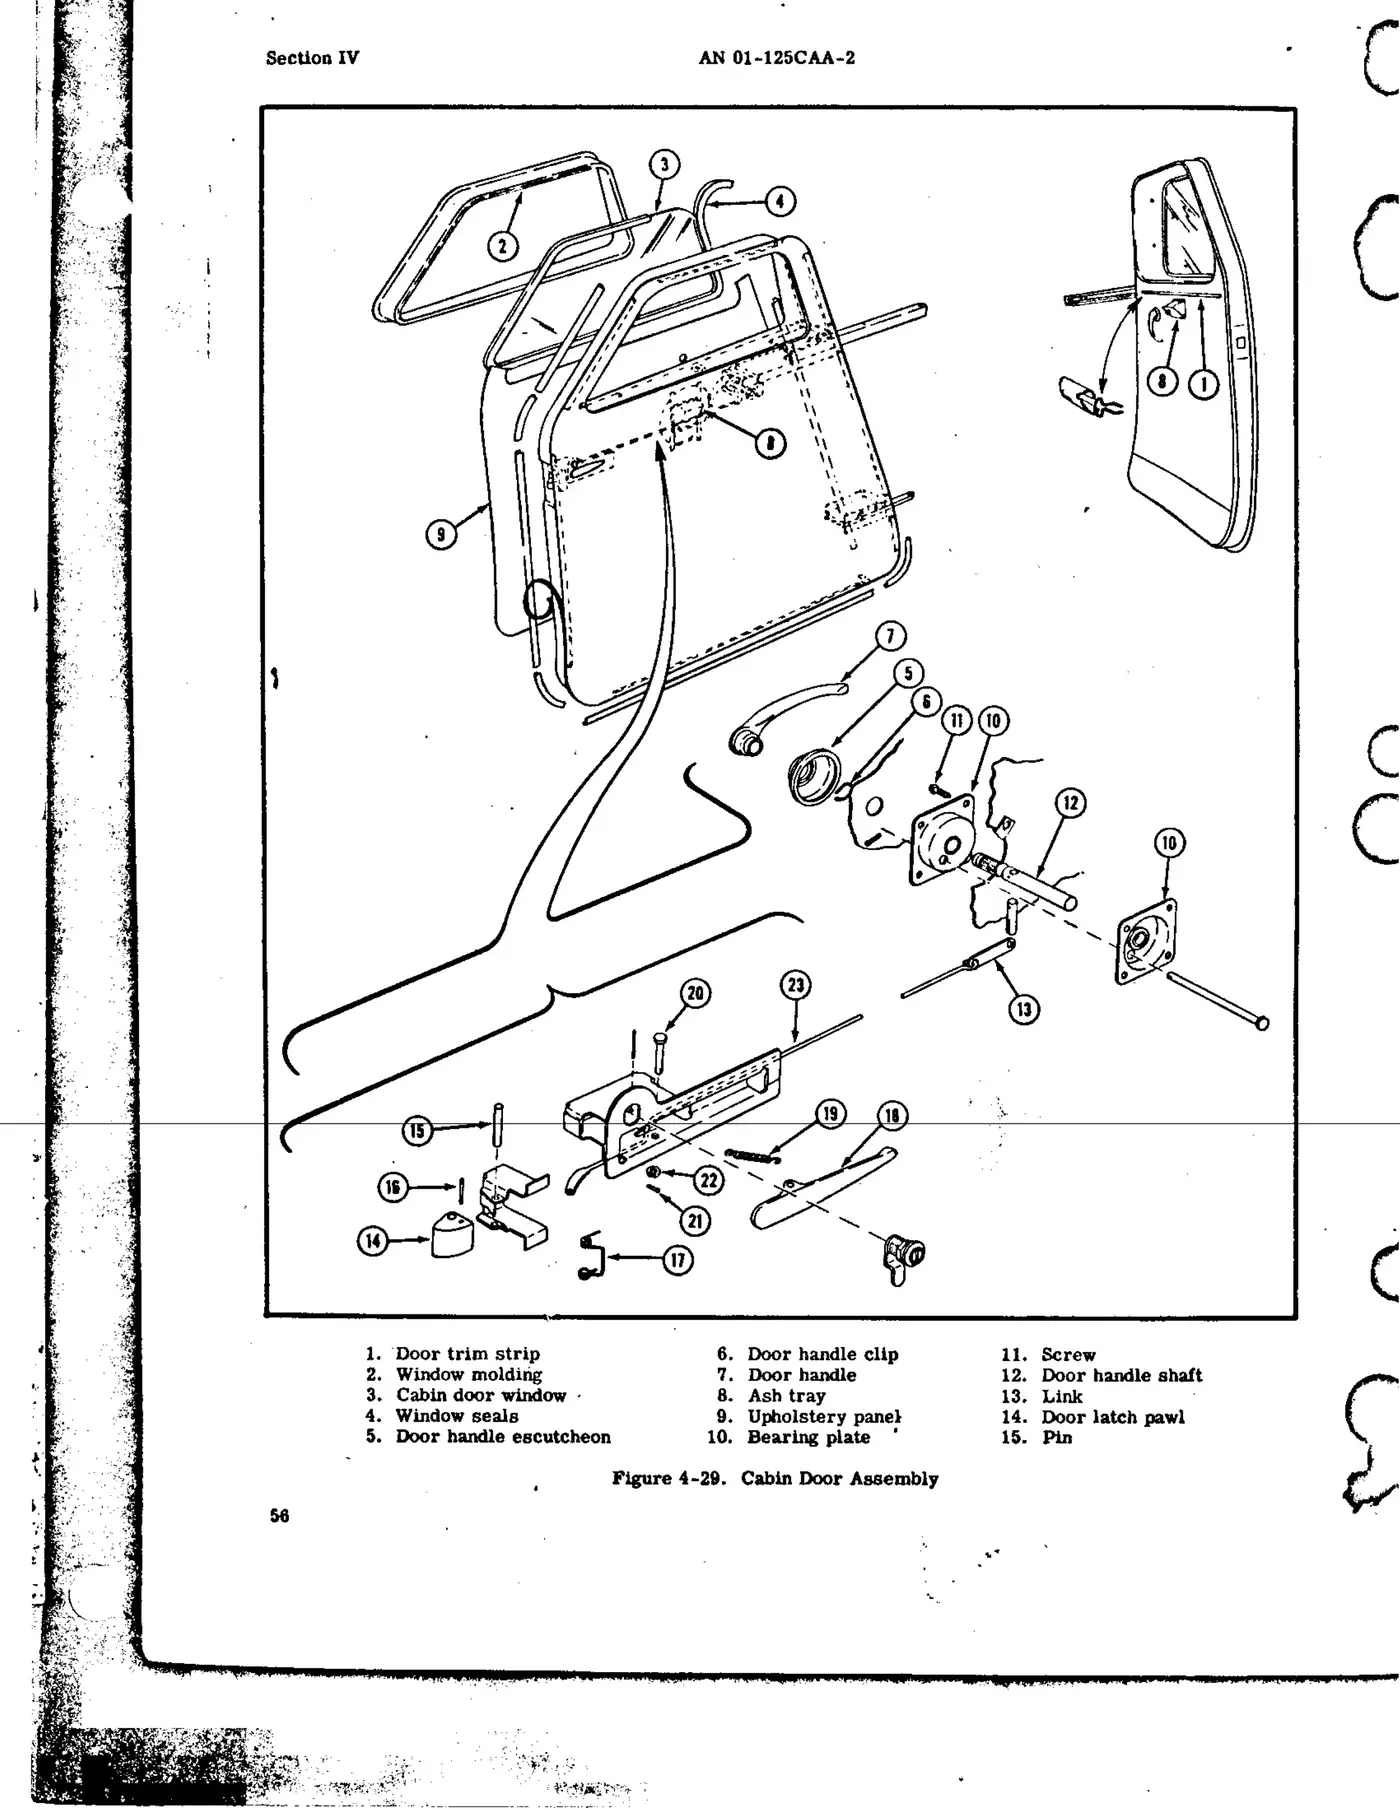 Section IV
AN 01-125CAA-2
3
4
2
8
1
8
9
7
5
6
11
10
12
10
13
20
23
15
19
18
16
22
21
14
17
1. Door trim strip
2. Window molding
3. Cabin door window
4. Window seals
5. Door handle escutcheon
6. Door handle clip
7. Door handle
8. Ash tray
9. Upholstery panel
10. Bearing plate
11. Screw
12. Door handle shaft
13. Link
14. Door latch pawl
15. Pin
Figure 4-29. Cabin Door Assembly
56